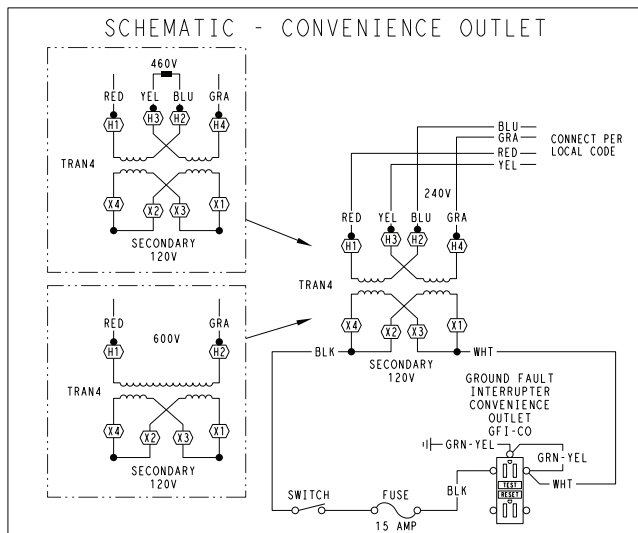 SCHEMATIC - CONVENIENCE OUTLET
460V
RED YEL BLU GRA
H1 H3 H2 H4
TRAN4
X4 X2 X3 X1
SECONDARY
120V
RED GRA
600V
H1 H2
TRAN4
X4 X2 X3 X1
SECONDARY
120V
BLU
GRA
RED
YEL
CONNECT PER
LOCAL CODE
240V
RED YEL BLU GRA
H1 H3 H2 H4
TRAN4
X4 X2 X3 X1
BLK
WHT
SECONDARY
120V
GROUND FAULT
INTERRUPTER
CONVENIENCE
OUTLET
GFI-CO
GRN-YEL
GRN-YEL
WHT
BLK
TEST
RESET
SWITCH
FUSE
15 AMP